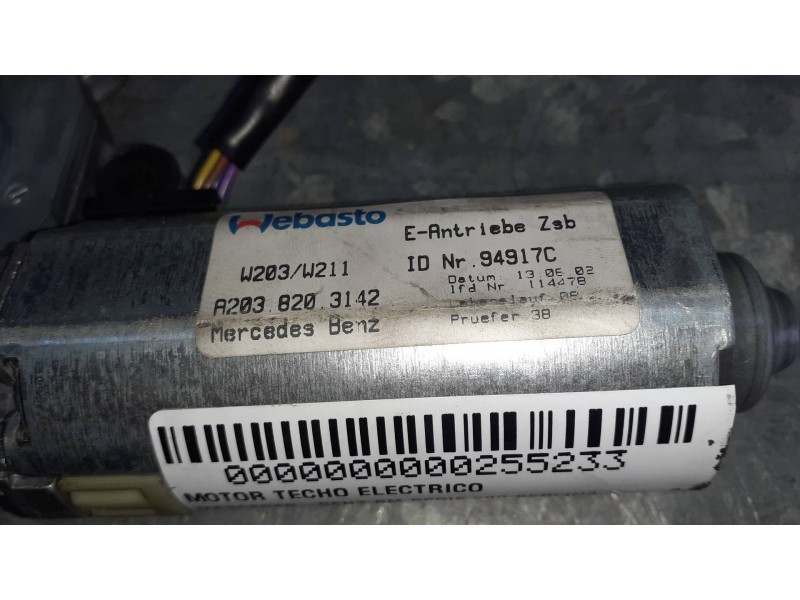 Webasto
E-Antriebe Zsb
W203/W211
ID Nr.94917C
A203.820.3142
Datum: 13.06.02
lfd Nr 114478
Mercedes Benz
Pruefer 38
0000000000255233
MOTOR TECHO ELECTRICO